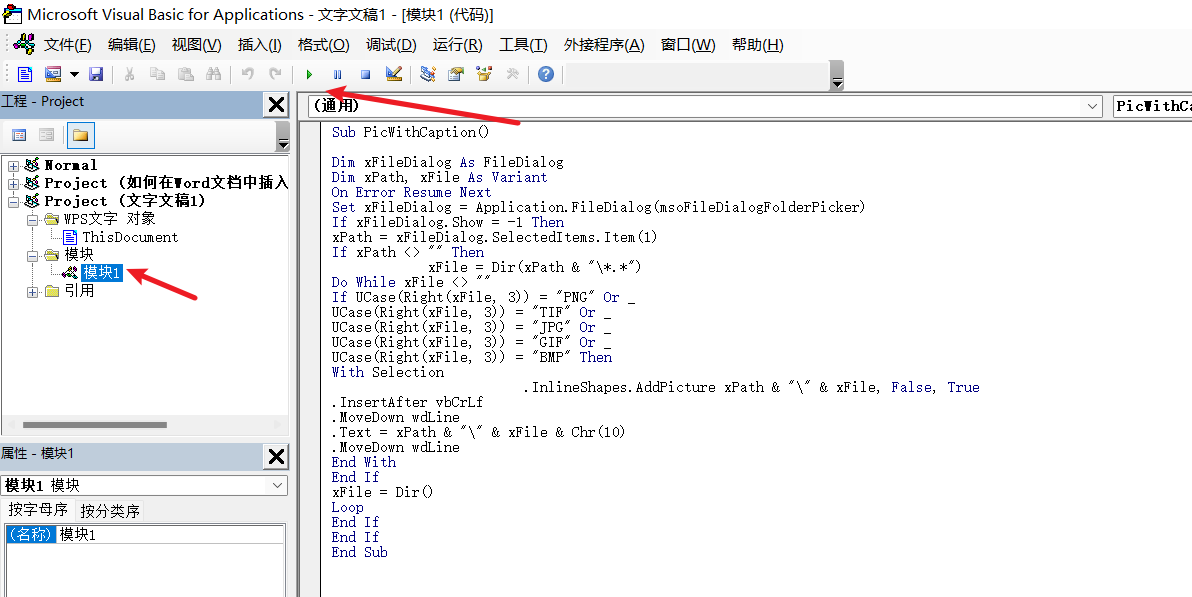 Microsoft Visual Basic for Applications - 文字文稿1 - [模块1 (代码)]
文件(F) 编辑(E) 视图(V) 插入(I) 格式(O) 调试(D) 运行(R) 工具(T) 外接程序(A) 窗口(W) 帮助(H)
工程 - Project
Normal
Project (如何在Word文档中插入
Project (文字文稿1)
WPS文字 对象
ThisDocument
模块
模块1
引用
属性 - 模块1
模块1 模块
按字母序 按分类序
(名称) 模块1
(通用) PicWithCa
Sub PicWithCaption()
Dim xFileDialog As FileDialog
Dim xPath, xFile As Variant
On Error Resume Next
Set xFileDialog = Application.FileDialog(msoFileDialogFolderPicker)
If xFileDialog.Show = -1 Then
xPath = xFileDialog.SelectedItems.Item(1)
If xPath <> "" Then
xFile = Dir(xPath & "\*.*")
Do While xFile <> ""
If UCase(Right(xFile, 3)) = "PNG" Or _
UCase(Right(xFile, 3)) = "TIF" Or _
UCase(Right(xFile, 3)) = "JPG" Or _
UCase(Right(xFile, 3)) = "GIF" Or _
UCase(Right(xFile, 3)) = "BMP" Then
With Selection
.InlineShapes.AddPicture xPath & "\" & xFile, False, True
.InsertAfter vbCrLf
.MoveDown wdLine
.Text = xPath & "\" & xFile & Chr(10)
.MoveDown wdLine
End With
End If
xFile = Dir()
Loop
End If
End If
End Sub